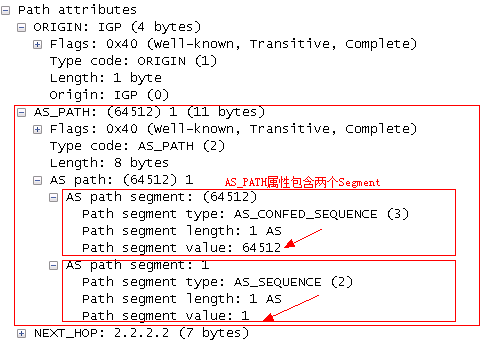 Path attributes
ORIGIN: IGP (4 bytes)
Flags: 0x40 (Well-known, Transitive, Complete)
Type code: ORIGIN (1)
Length: 1 byte
Origin: IGP (0)
AS_PATH: (64512) 1 (11 bytes)
Flags: 0x40 (Well-known, Transitive, Complete)
Type code: AS_PATH (2)
Length: 8 bytes
AS path: (64512) 1 AS_PATH属性包含两个Segment
AS path segment: (64512)
Path segment type: AS_CONFED_SEQUENCE (3)
Path segment length: 1 AS
Path segment value: 64512
AS path segment: 1
Path segment type: AS_SEQUENCE (2)
Path segment length: 1 AS
Path segment value: 1
NEXT_HOP: 2.2.2.2 (7 bytes)